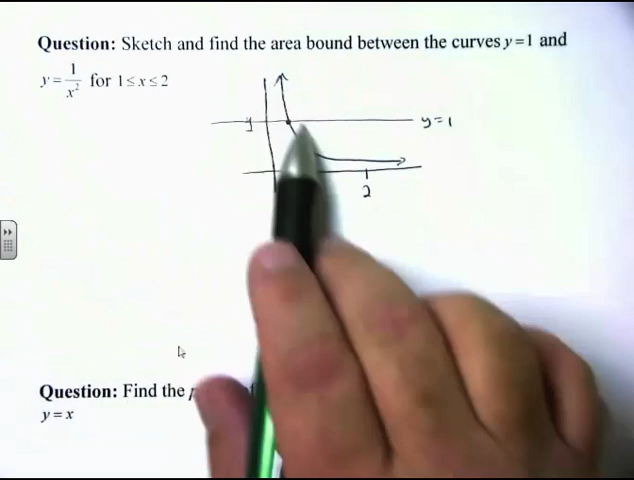 Question: Sketch and find the area bound between the curves y=1 and
y=1/x² for 1≤x≤2
1
y=1
2
Question: Find the
y=x